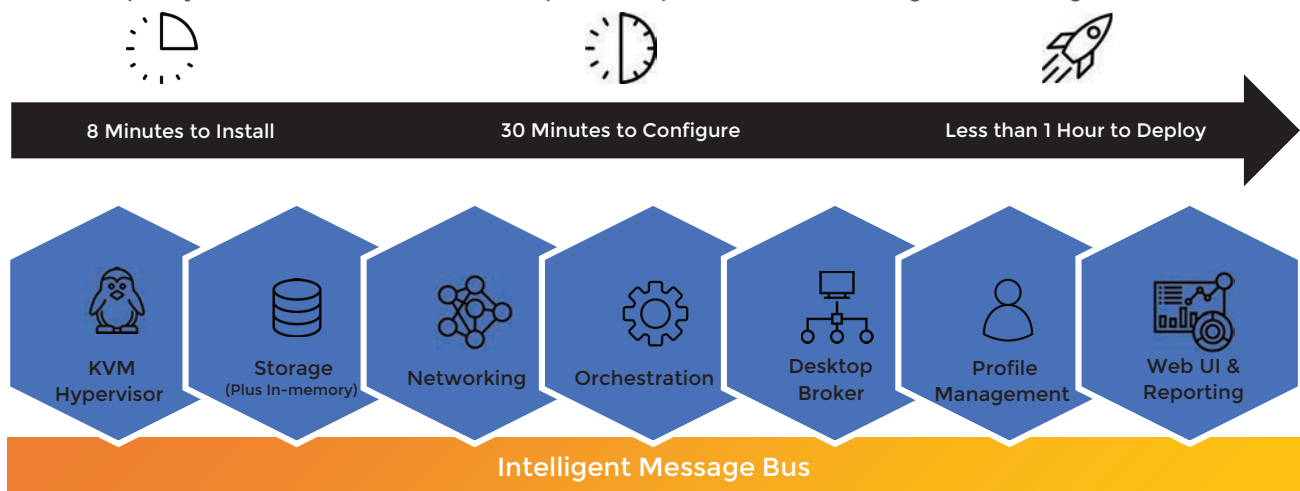 8 Minutes to Install
30 Minutes to Configure
Less than 1 Hour to Deploy
KVM
Hypervisor
Storage
(Plus In-memory)
Networking
Orchestration
Desktop
Broker
Profile
Management
Web UI &
Reporting
Intelligent Message Bus